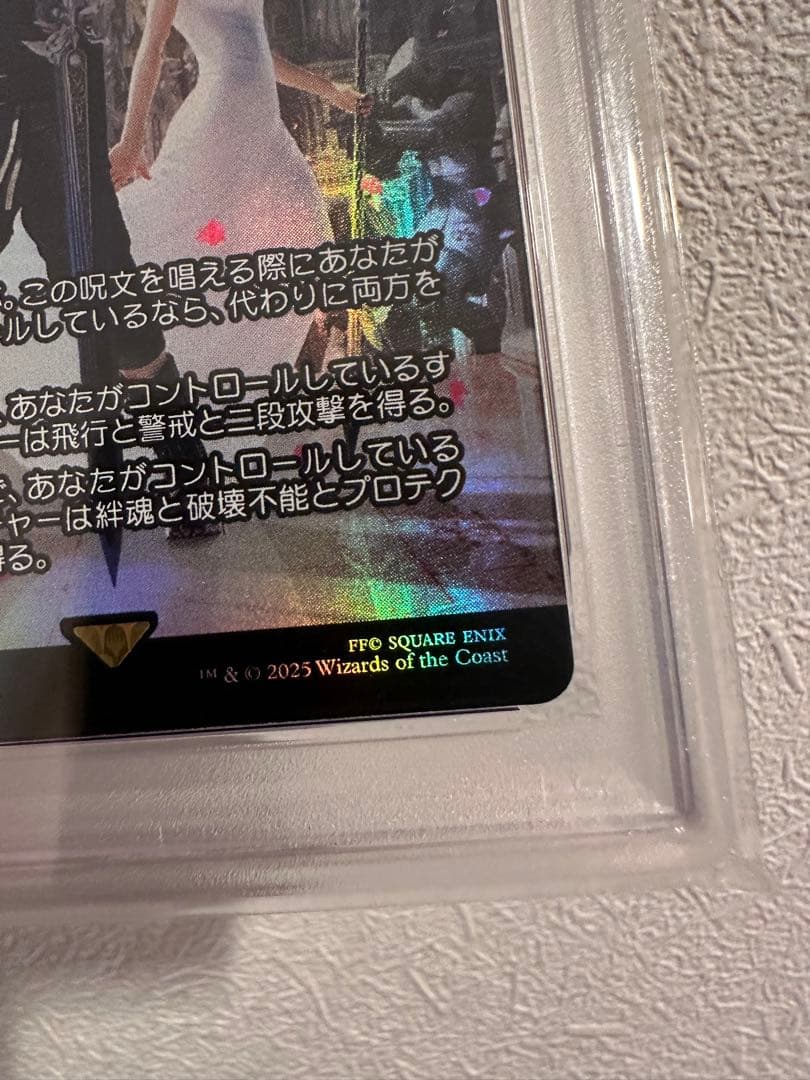 。この呪文を唱える際にあなたが
ルしているなら、代わりに両方を
、あなたがコントロールしているす
ーは飛行と警戒と二段攻撃を得る。
、あなたがコントロールしている
チャーは絆魂と破壊不能とプロテク
得る。
FF© SQUARE ENIX
™ & © 2025 Wizards of the Coast